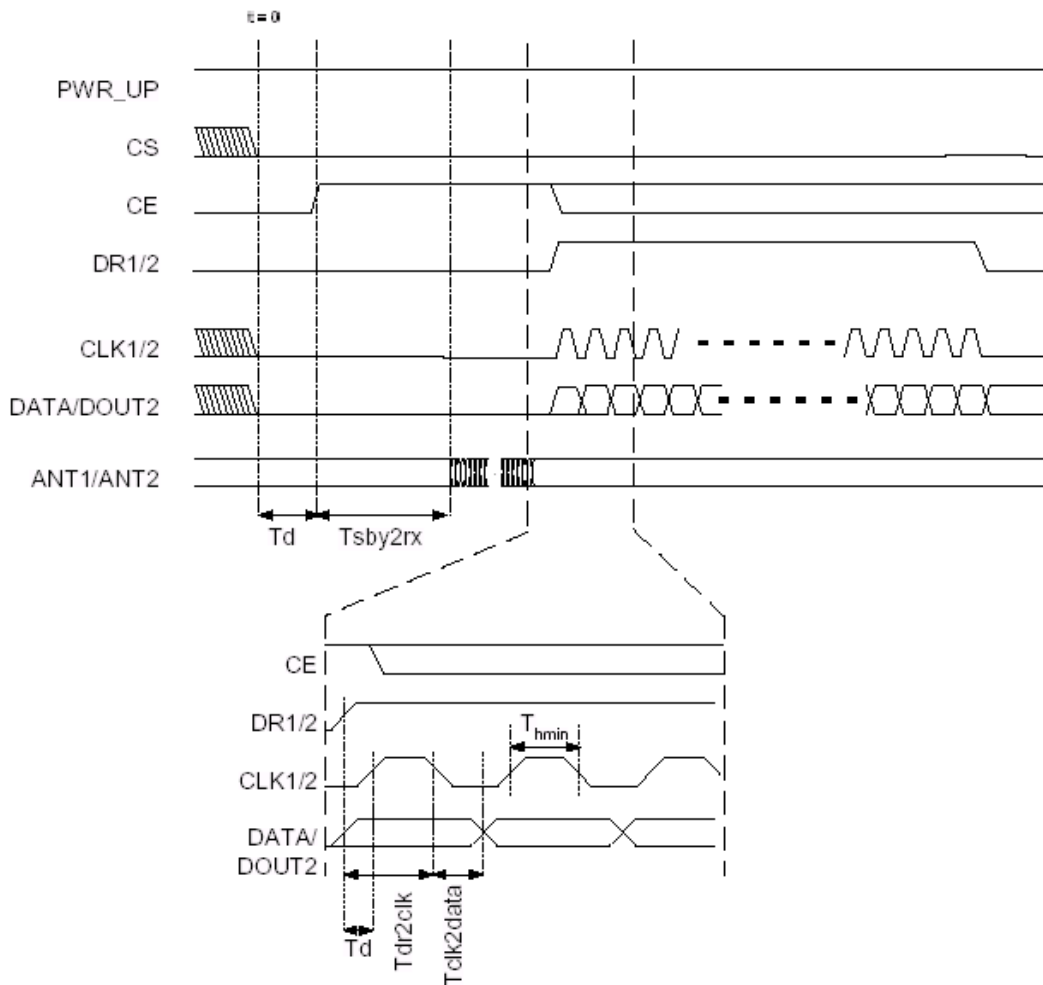 t = 0
PWR_UP
CS
CE
DR1/2
CLK1/2
DATA/DOUT2
ANT1/ANT2
Td
Tsby2rx
CE
DR1/2
Thmin
CLK1/2
DATA/
DOUT2
Td
Tdr2clk
Tclk2data